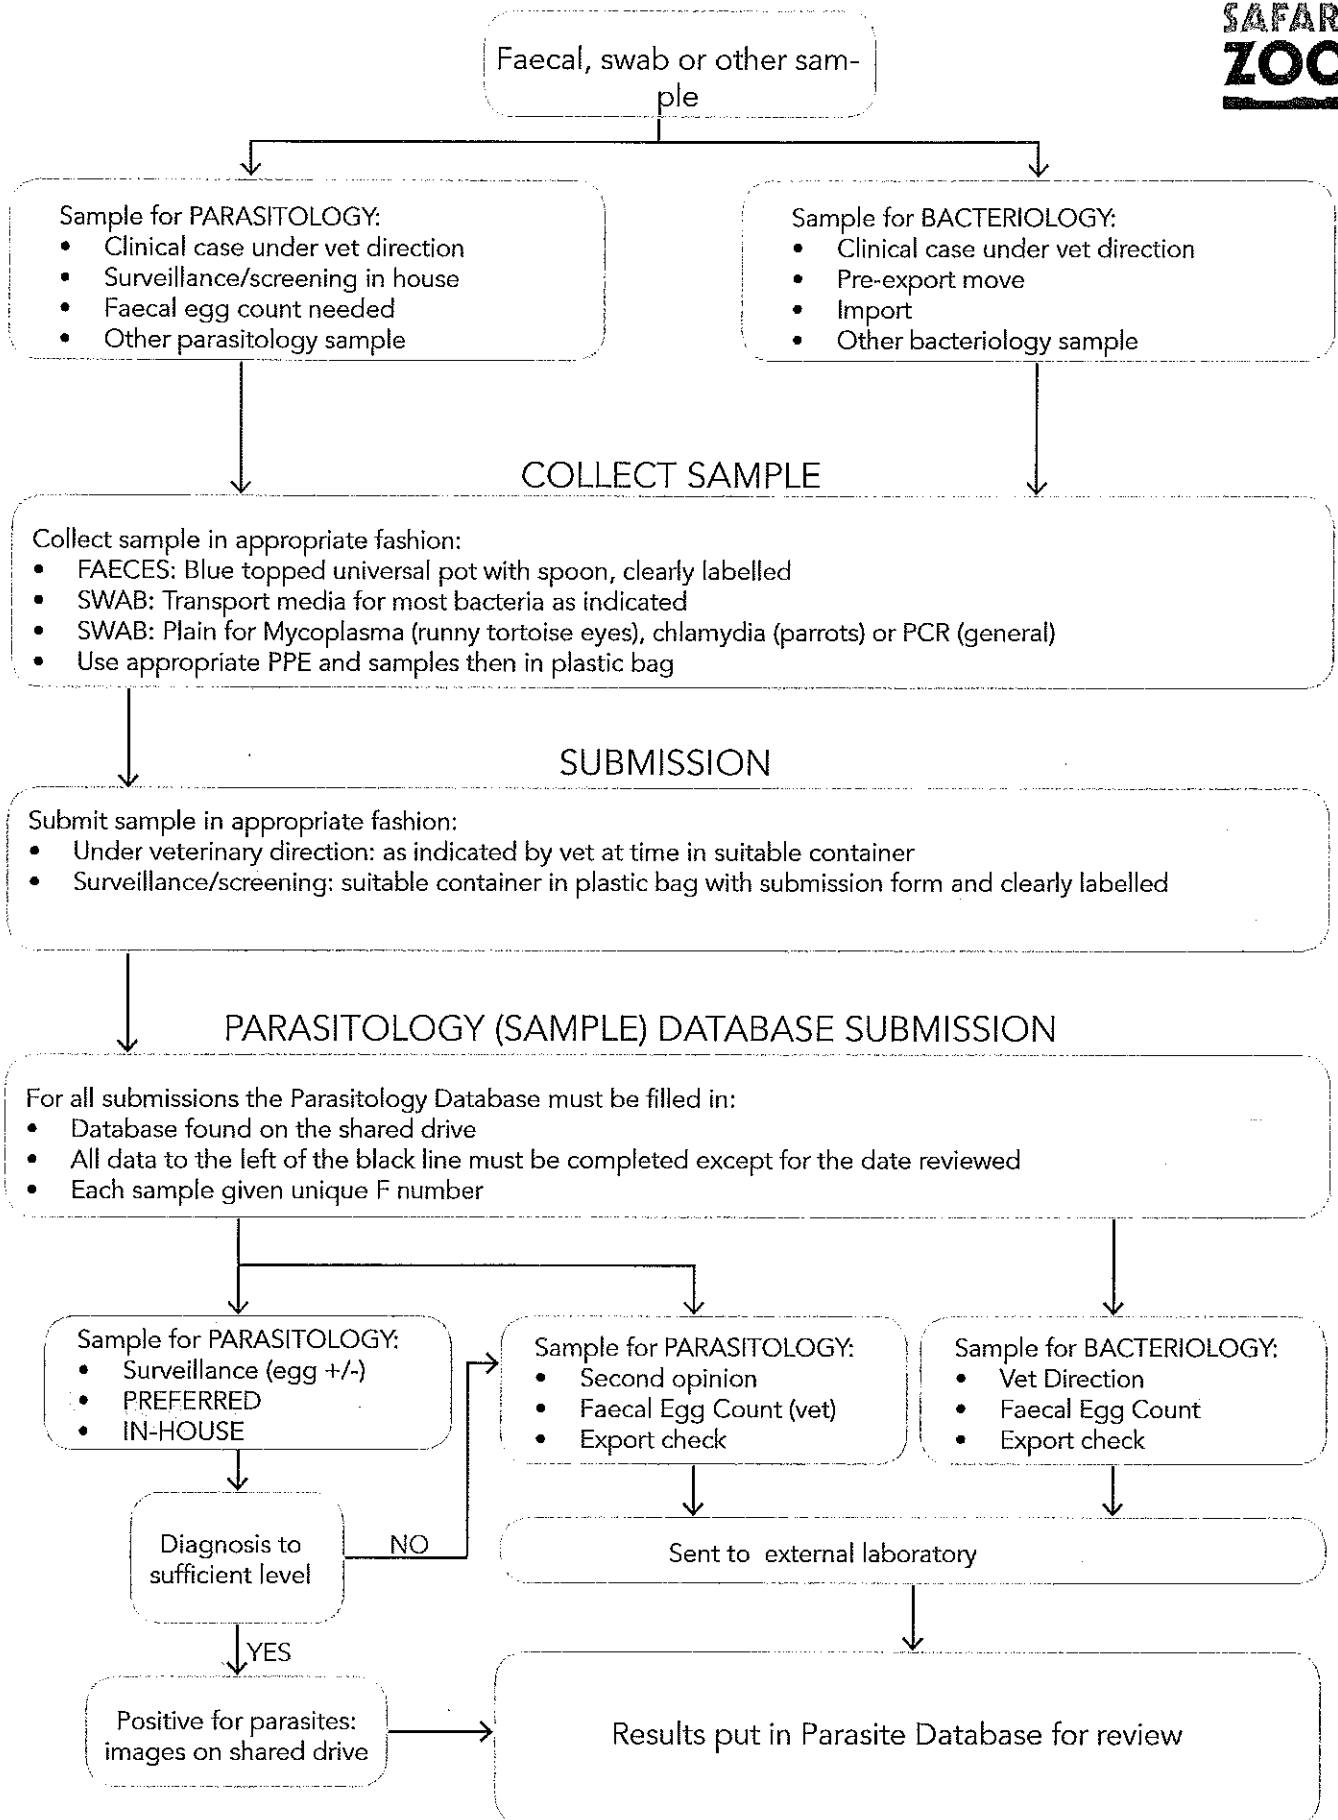 SAFAR
ZOO
Faecal, swab or other sam-
ple
Sample for PARASITOLOGY:
• Clinical case under vet direction
• Surveillance/screening in house
• Faecal egg count needed
• Other parasitology sample
Sample for BACTERIOLOGY:
• Clinical case under vet direction
• Pre-export move
• Import
• Other bacteriology sample
COLLECT SAMPLE
Collect sample in appropriate fashion:
• FAECES: Blue topped universal pot with spoon, clearly labelled
• SWAB: Transport media for most bacteria as indicated
• SWAB: Plain for Mycoplasma (runny tortoise eyes), chlamydia (parrots) or PCR (general)
• Use appropriate PPE and samples then in plastic bag
SUBMISSION
Submit sample in appropriate fashion:
• Under veterinary direction: as indicated by vet at time in suitable container
• Surveillance/screening: suitable container in plastic bag with submission form and clearly labelled
PARASITOLOGY (SAMPLE) DATABASE SUBMISSION
For all submissions the Parasitology Database must be filled in:
• Database found on the shared drive
• All data to the left of the black line must be completed except for the date reviewed
• Each sample given unique F number
Sample for PARASITOLOGY:
• Surveillance (egg +/-)
• PREFERRED
• IN-HOUSE
Sample for PARASITOLOGY:
• Second opinion
• Faecal Egg Count (vet)
• Export check
Sample for BACTERIOLOGY:
• Vet Direction
• Faecal Egg Count
• Export check
Diagnosis to
sufficient level
NO
Sent to external laboratory
YES
Positive for parasites:
images on shared drive
Results put in Parasite Database for review